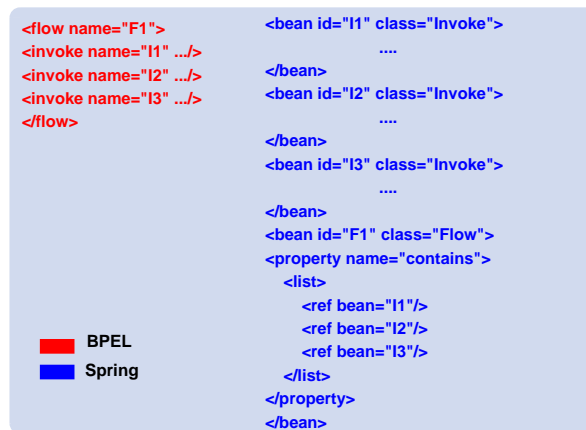 <flow name="F1">
<invoke name="I1" .../>
<invoke name="I2" .../>
<invoke name="I3" .../>
</flow>
<bean id="I1" class="Invoke">
....
</bean>
<bean id="I2" class="Invoke">
....
</bean>
<bean id="I3" class="Invoke">
....
</bean>
<bean id="F1" class="Flow">
<property name="contains">
<list>
<ref bean="I1"/>
<ref bean="I2"/>
<ref bean="I3"/>
</list>
</property>
</bean>
BPEL
Spring